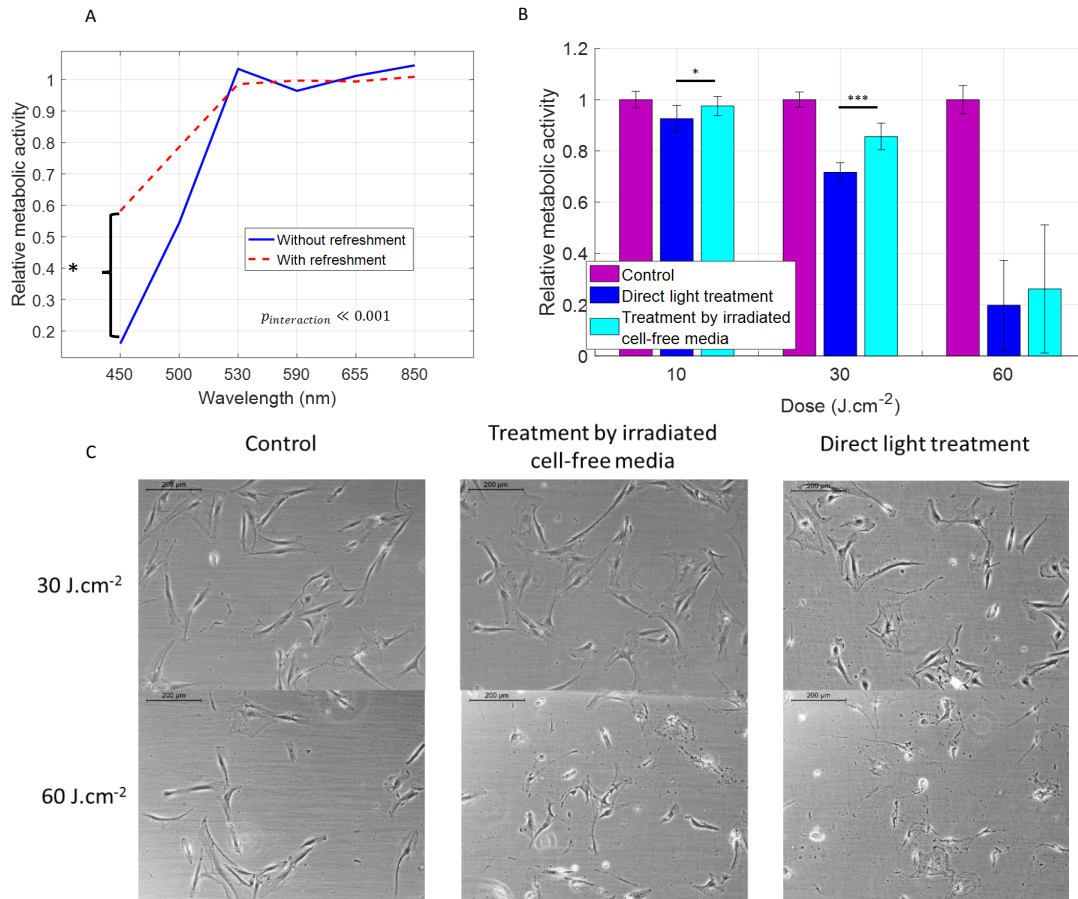 A
Relative metabolic activity
1
0.9
0.8
0.7
0.6
0.5
0.4
0.3
0.2
*
Without refreshment
With refreshment
p_interaction ≪ 0.001
450 500 530 590 655 850
Wavelength (nm)
B
Relative metabolic activity
1.2
1
0.8
0.6
0.4
0.2
0
*
***
Control
Direct light treatment
Treatment by irradiated
cell-free media
10 30 60
Dose (J.cm⁻²)
C
Control
Treatment by irradiated
cell-free media
Direct light treatment
30 J.cm⁻²
200 µm
200 µm
200 µm
60 J.cm⁻²
200 µm
200 µm
200 µm